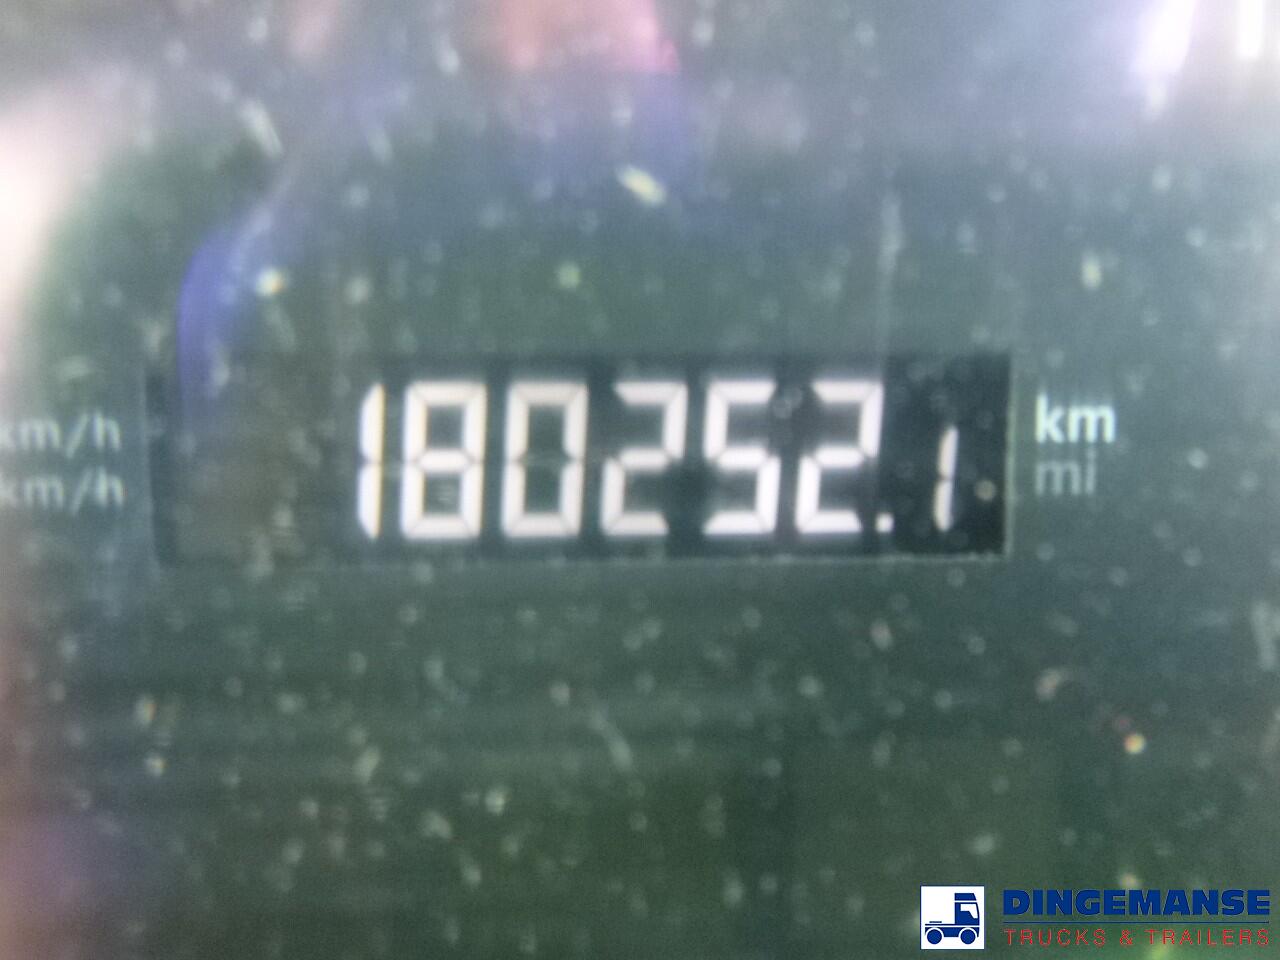 km/h
km/h
180252.1
km
mi
DINGEMANSE
TRUCKS & TRAILERS